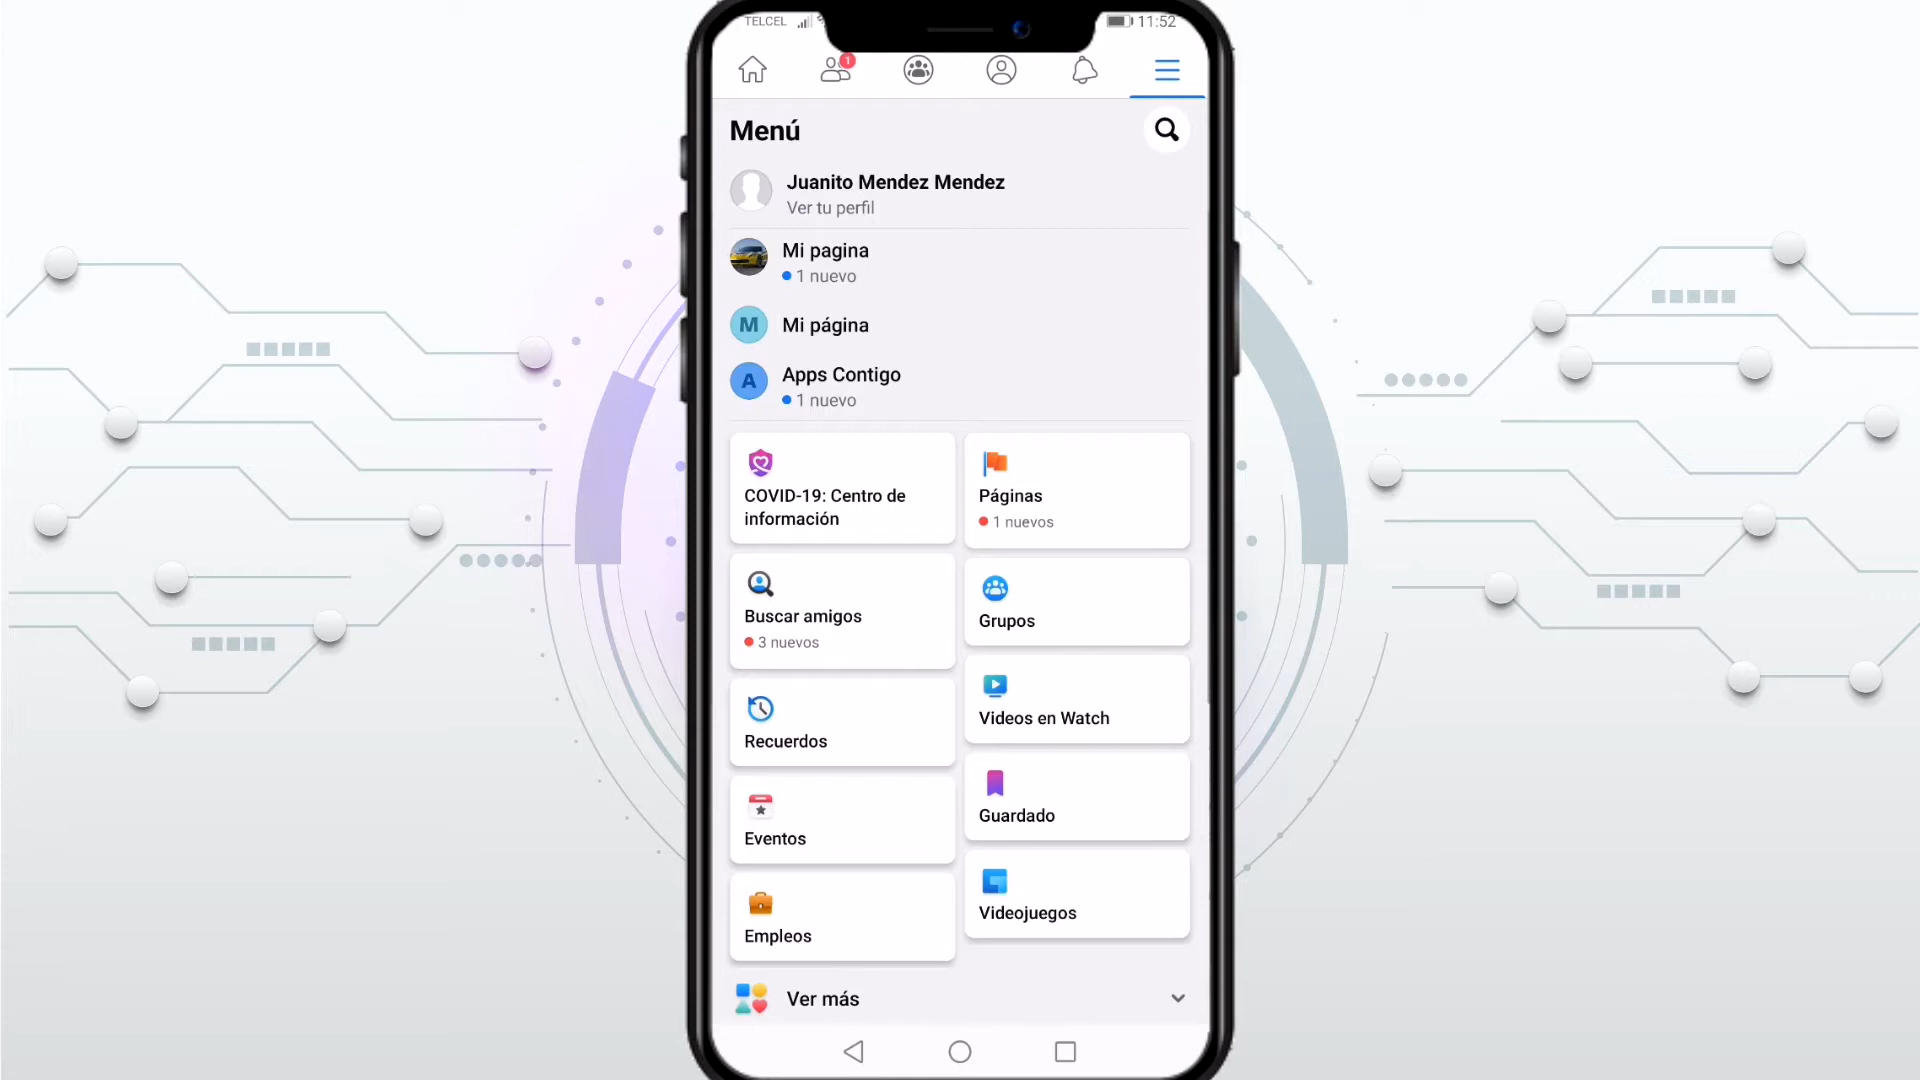 TELCEL
11:52
1
Menú
Juanito Mendez Mendez
Ver tu perfil
Mi pagina
1 nuevo
M
Mi página
A
Apps Contigo
1 nuevo
COVID-19: Centro de
información
Páginas
1 nuevos
Buscar amigos
3 nuevos
Grupos
Recuerdos
Videos en Watch
Eventos
Guardado
Empleos
Videojuegos
Ver más